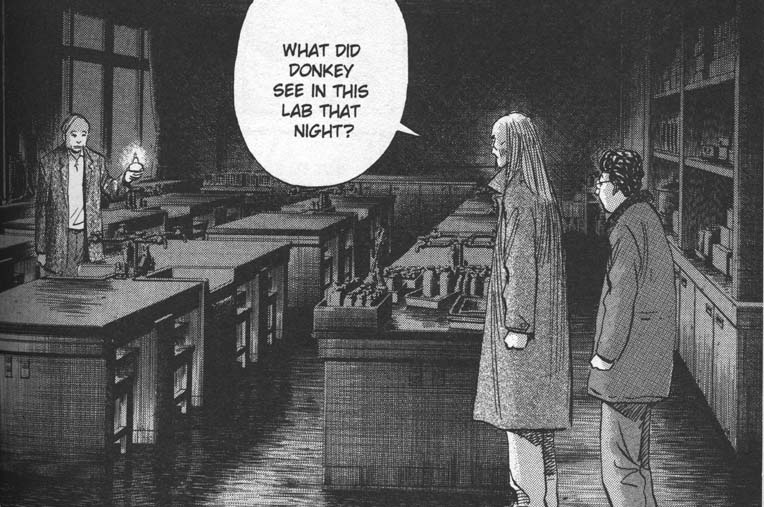 WHAT DID
DONKEY
SEE IN THIS
LAB THAT
NIGHT?